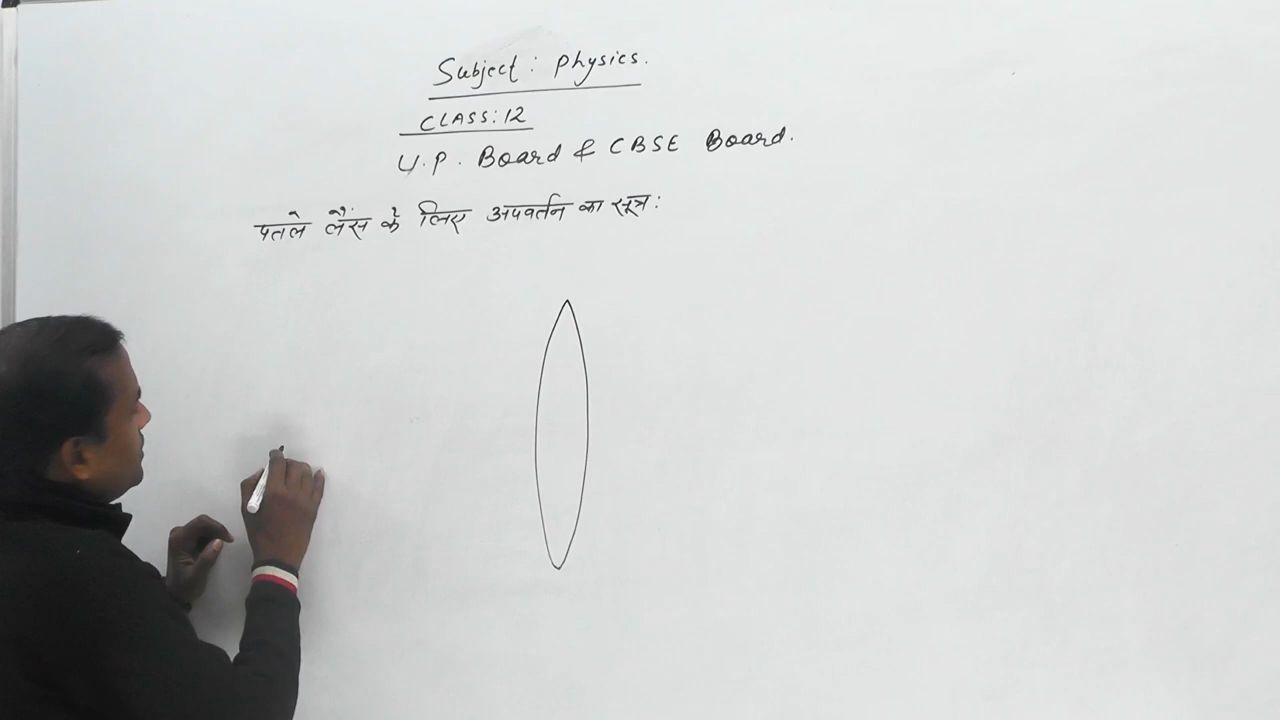 Subject: Physics.
CLASS: 12
U.P. Board & CBSE Board.
पतले लैंस के लिए अपवर्तन का सूत्र: